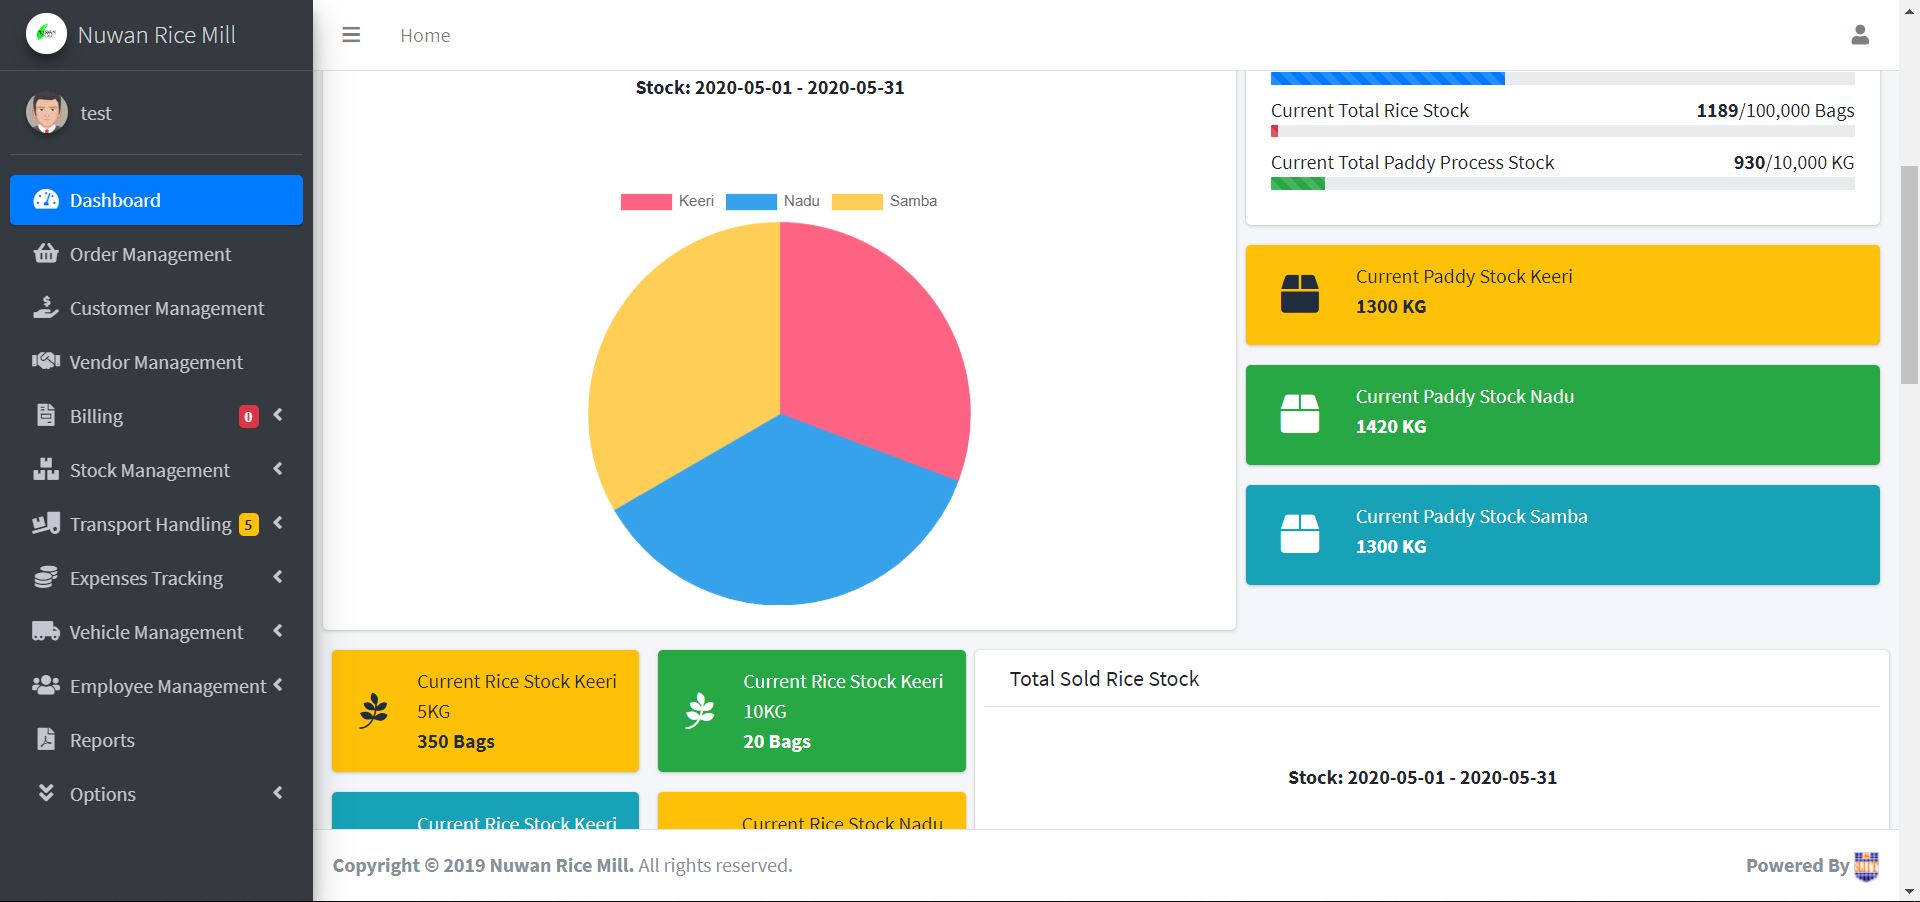 Nuwan Rice Mill
test
Dashboard
Order Management
Customer Management
Vendor Management
Billing 0
Stock Management
Transport Handling 5
Expenses Tracking
Vehicle Management
Employee Management
Reports
Options
Home
Stock: 2020-05-01 - 2020-05-31
Keeri Nadu Samba
Current Total Rice Stock 1189/100,000 Bags
Current Total Paddy Process Stock 930/10,000 KG
Current Paddy Stock Keeri
1300 KG
Current Paddy Stock Nadu
1420 KG
Current Paddy Stock Samba
1300 KG
Current Rice Stock Keeri
5KG
350 Bags
Current Rice Stock Keeri
10KG
20 Bags
Current Rice Stock Keeri
Current Rice Stock Nadu
Total Sold Rice Stock
Stock: 2020-05-01 - 2020-05-31
Copyright © 2019 Nuwan Rice Mill. All rights reserved.
Powered By